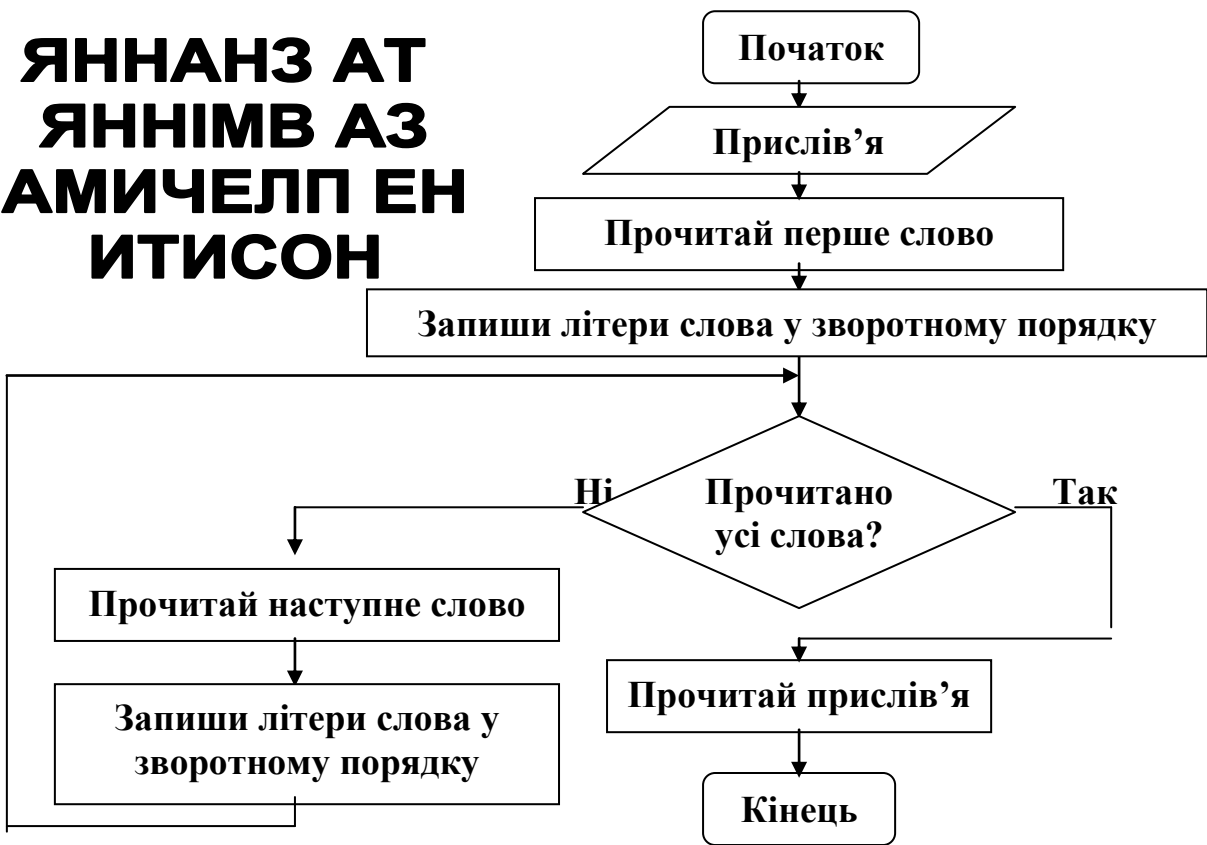 ЯННАНЗ АТ
ЯННІМВ АЗ
АМИЧЕЛП ЕН
ИТИСОН
Початок
Прислів’я
Прочитай перше слово
Запиши літери слова у зворотному порядку
Прочитано
усі слова?
Ні
Так
Прочитай наступне слово
Запиши літери слова у
зворотному порядку
Прочитай прислів’я
Кінець